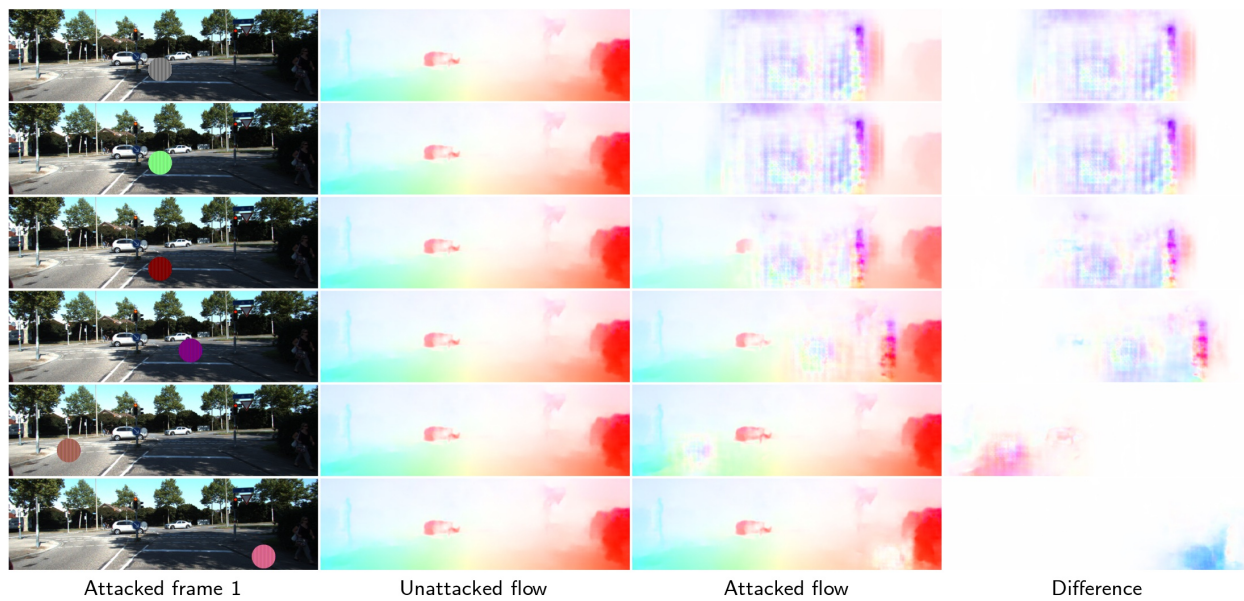 Attacked frame 1
Unattacked flow
Attacked flow
Difference